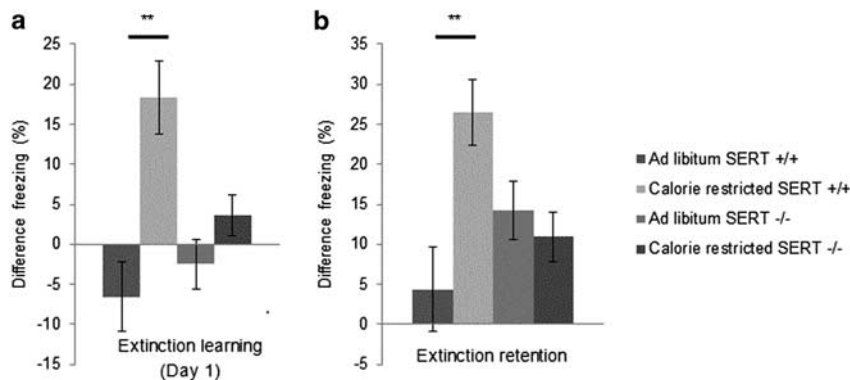 a
**
25
20
15
10
5
0
-5
-10
-15
Difference freezing (%)
Extinction learning
(Day 1)
b
**
35
30
25
20
15
10
5
0
-5
Difference freezing (%)
Extinction retention
Ad libitum SERT +/+
Calorie restricted SERT +/+
Ad libitum SERT -/-
Calorie restricted SERT -/-